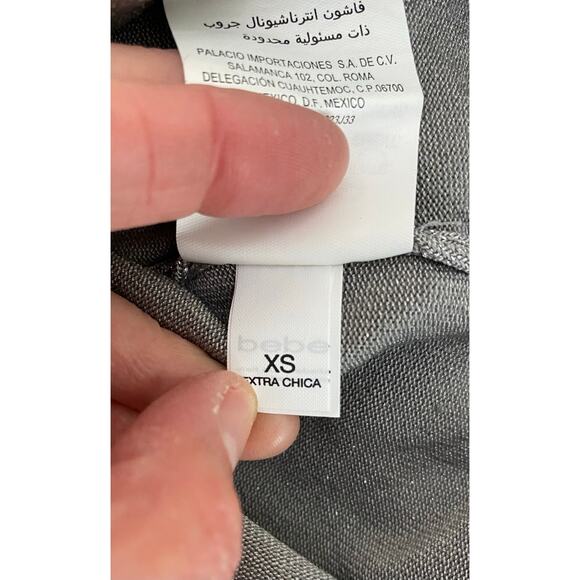 فاشون انترناشيونال جروب
ذات مسئولية محدودة
PALACIO IMPORTACIONES S.A. DE C.V.
SALAMANCA 102, COL. ROMA
DELEGACIÓN CUAUHTEMOC, C.P. 06700
MEXICO, D.F. MEXICO
bebe
XS
EXTRA CHICA